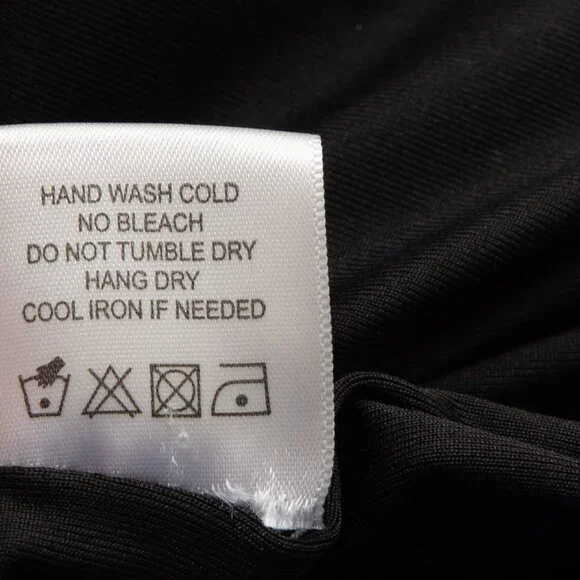 HAND WASH COLD
NO BLEACH
DO NOT TUMBLE DRY
HANG DRY
COOL IRON IF NEEDED